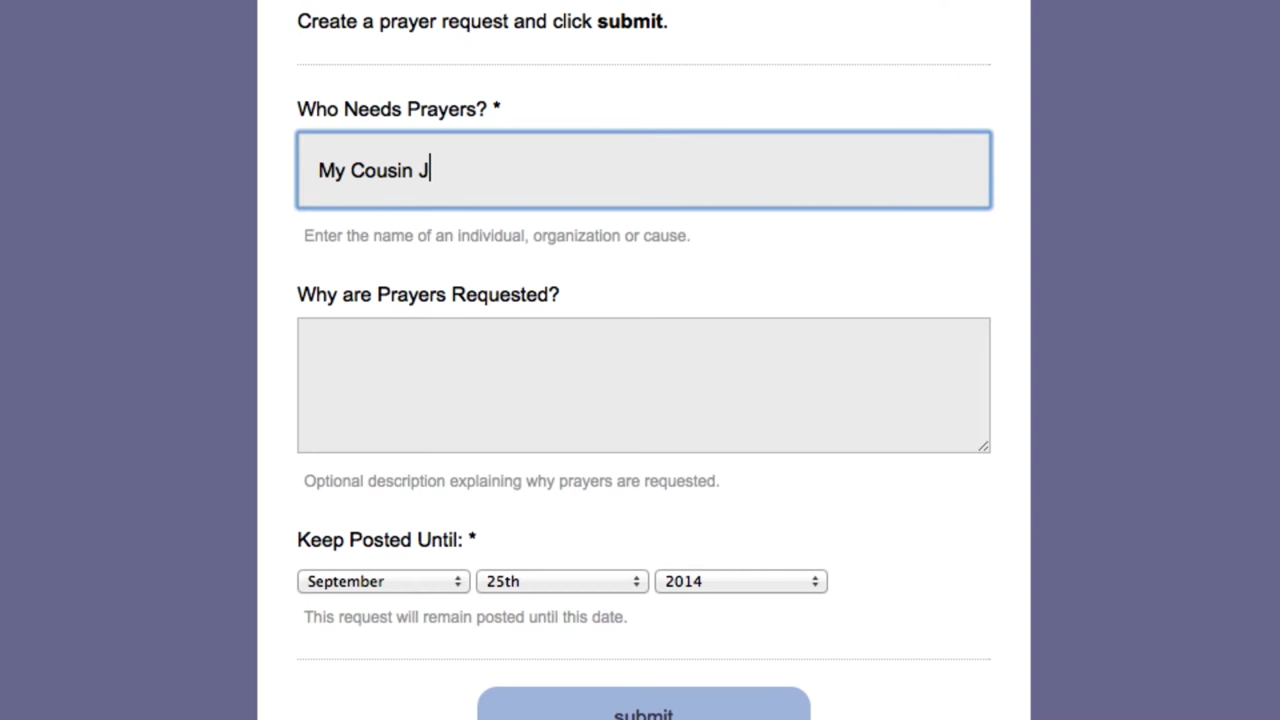 Create a prayer request and click submit.
Who Needs Prayers? *
My Cousin J
Enter the name of an individual, organization or cause.
Why are Prayers Requested?
Optional description explaining why prayers are requested.
Keep Posted Until: *
September 25th 2014
This request will remain posted until this date.
submit